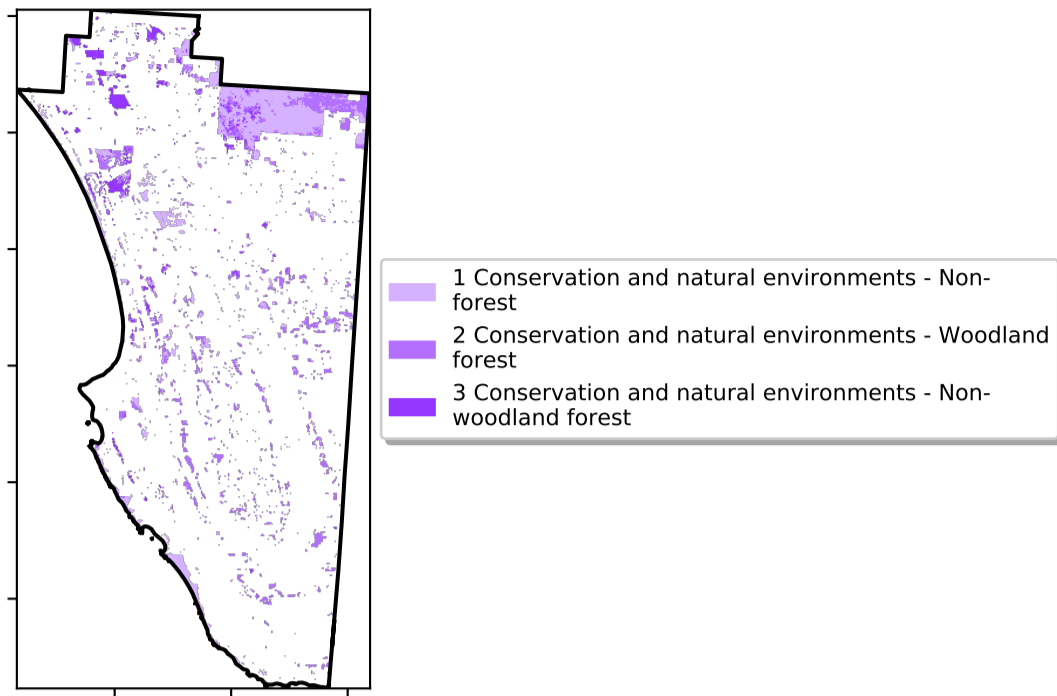 1 Conservation and natural environments - Non-
forest
2 Conservation and natural environments - Woodland
forest
3 Conservation and natural environments - Non-
woodland forest